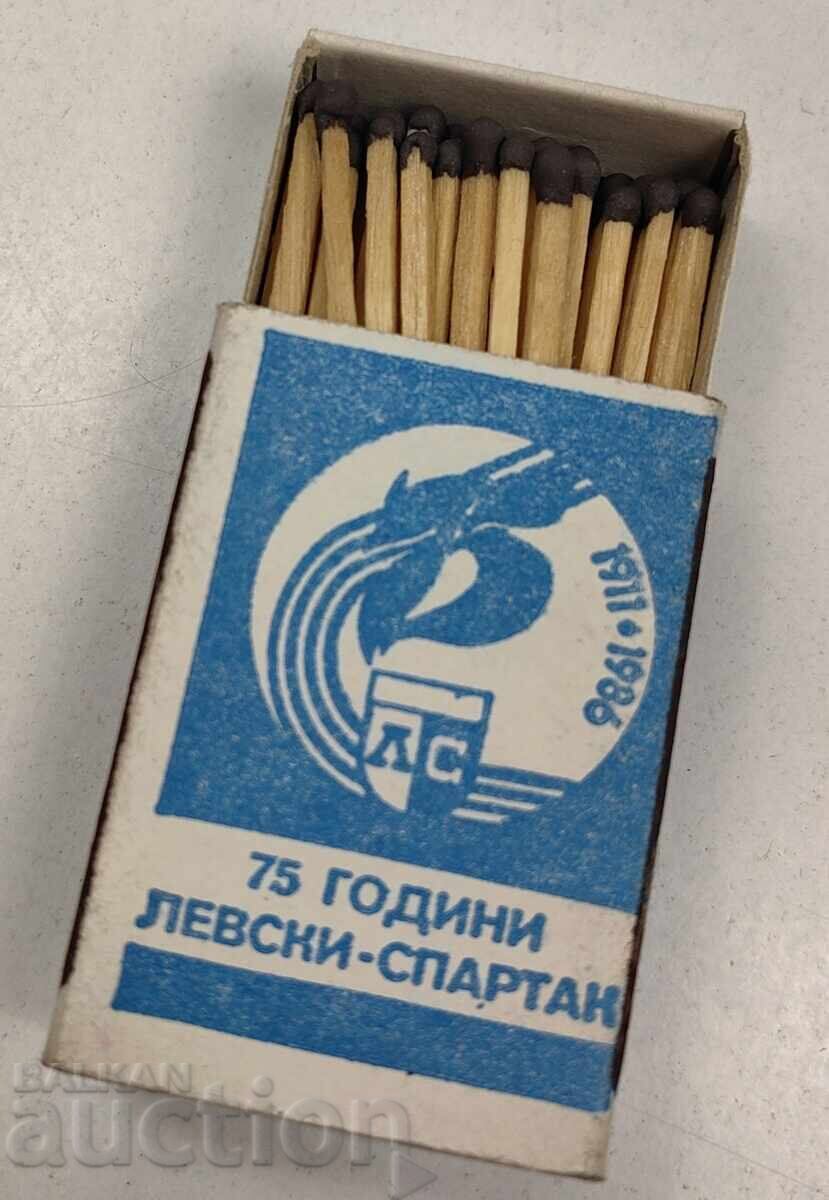 1911 • 1986
ЛС
75 ГОДИНИ
ЛЕВСКИ-СПАРТАК
BALKAN
auction